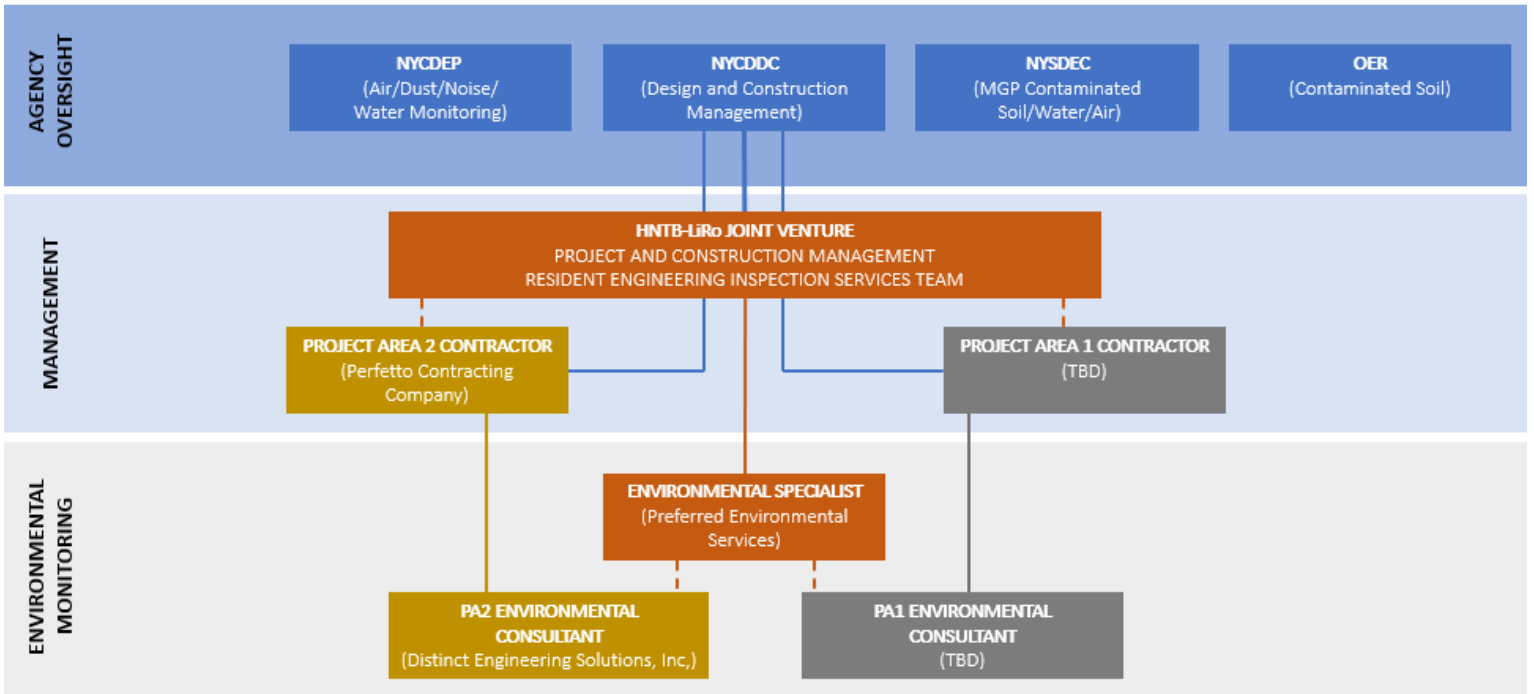 AGENCY
OVERSIGHT
NYCDEP
(Air/Dust/Noise/
Water Monitoring)
NYCDDC
(Design and Construction
Management)
NYSDEC
(MGP Contaminated
Soil/Water/Air)
OER
(Contaminated Soil)
MANAGEMENT
HNTB-LiRo JOINT VENTURE
PROJECT AND CONSTRUCTION MANAGEMENT
RESIDENT ENGINEERING INSPECTION SERVICES TEAM
PROJECT AREA 2 CONTRACTOR
(Perfetto Contracting
Company)
PROJECT AREA 1 CONTRACTOR
(TBD)
ENVIRONMENTAL
MONITORING
ENVIRONMENTAL SPECIALIST
(Preferred Environmental
Services)
PA2 ENVIRONMENTAL
CONSULTANT
(Distinct Engineering Solutions, Inc,)
PA1 ENVIRONMENTAL
CONSULTANT
(TBD)